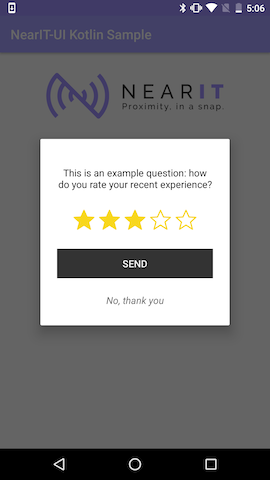 5:06
NearIT-UI Kotlin Sample
NEARIT
Proximity. in a snap.
This is an example question: how
do you rate your recent experience?
SEND
No, thank you